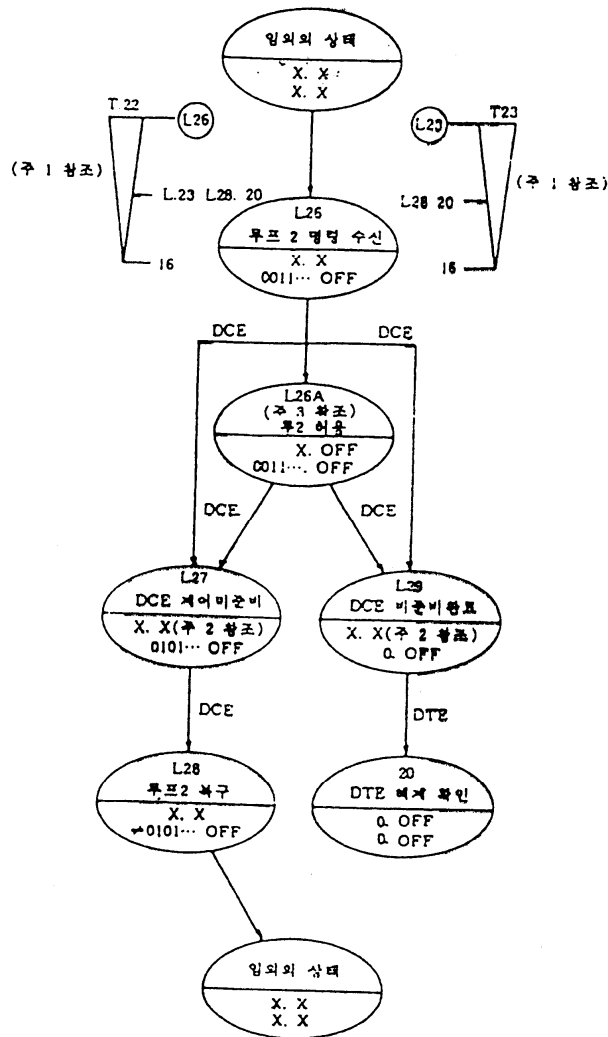 임의의 상태
X. X
X. X
T 22
L26
(주 1 참조)
L.23 L28. 20
16
T23
(주 1 참조)
L28 20
16
L25
루프 2 명령 수신
X. X
0011… OFF
DCE
DCE
L26A
(주 3 참조)
루2 허용
X. OFF
0011…. OFF
DCE
DCE
L27
DCE 제어미준비
X. X(주 2 참조)
0101… OFF
L29
DCE 비준비완료
X. X(주 2 참조)
0. OFF
DCE
DTE
L28
루프2 복구
X. X
≠0101… OFF
20
DTE 해제 확인
0. OFF
0. OFF
임의의 상태
X. X
X. X